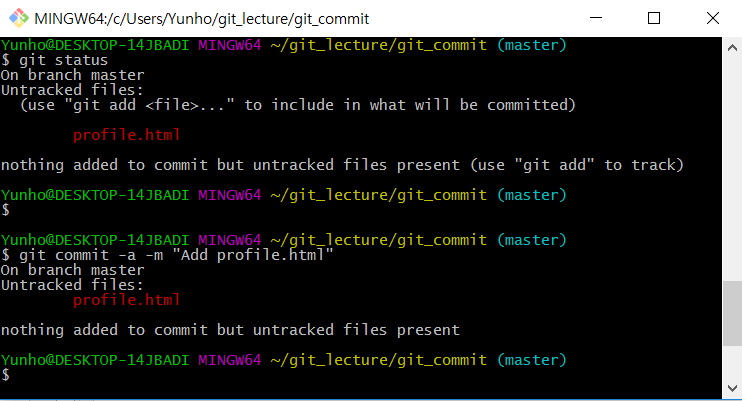 MINGW64:/c/Users/Yunho/git_lecture/git_commit
Yunho@DESKTOP-14JBADI MINGW64 ~/git_lecture/git_commit (master)
$ git status
On branch master
Untracked files:
  (use "git add <file>..." to include in what will be committed)
        profile.html
nothing added to commit but untracked files present (use "git add" to track)
Yunho@DESKTOP-14JBADI MINGW64 ~/git_lecture/git_commit (master)
$
Yunho@DESKTOP-14JBADI MINGW64 ~/git_lecture/git_commit (master)
$ git commit -a -m "Add profile.html"
On branch master
Untracked files:
        profile.html
nothing added to commit but untracked files present
Yunho@DESKTOP-14JBADI MINGW64 ~/git_lecture/git_commit (master)
$